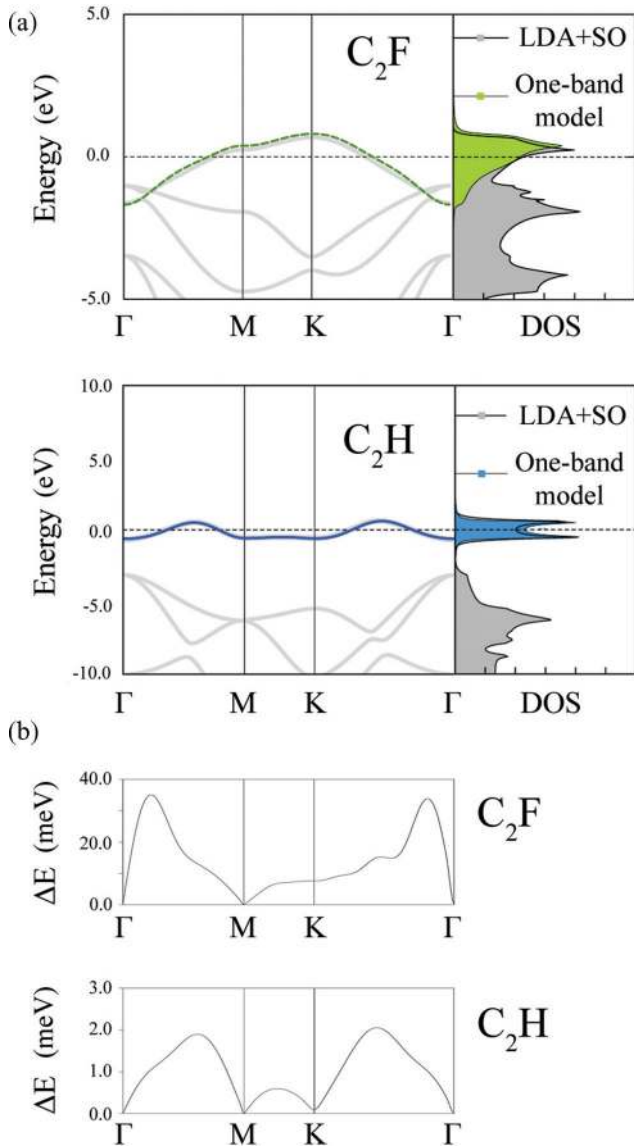 (a)
5.0
C₂F
LDA+SO
One-band
model
Energy (eV)
0.0
-5.0
Γ M K Γ DOS
10.0
C₂H
LDA+SO
5.0
One-band
model
Energy (eV)
0.0
-5.0
-10.0
Γ M K Γ DOS
(b)
40.0
C₂F
ΔE (meV)
20.0
0.0
Γ M K Γ
3.0
C₂H
ΔE (meV)
2.0
1.0
0.0
Γ M K Γ